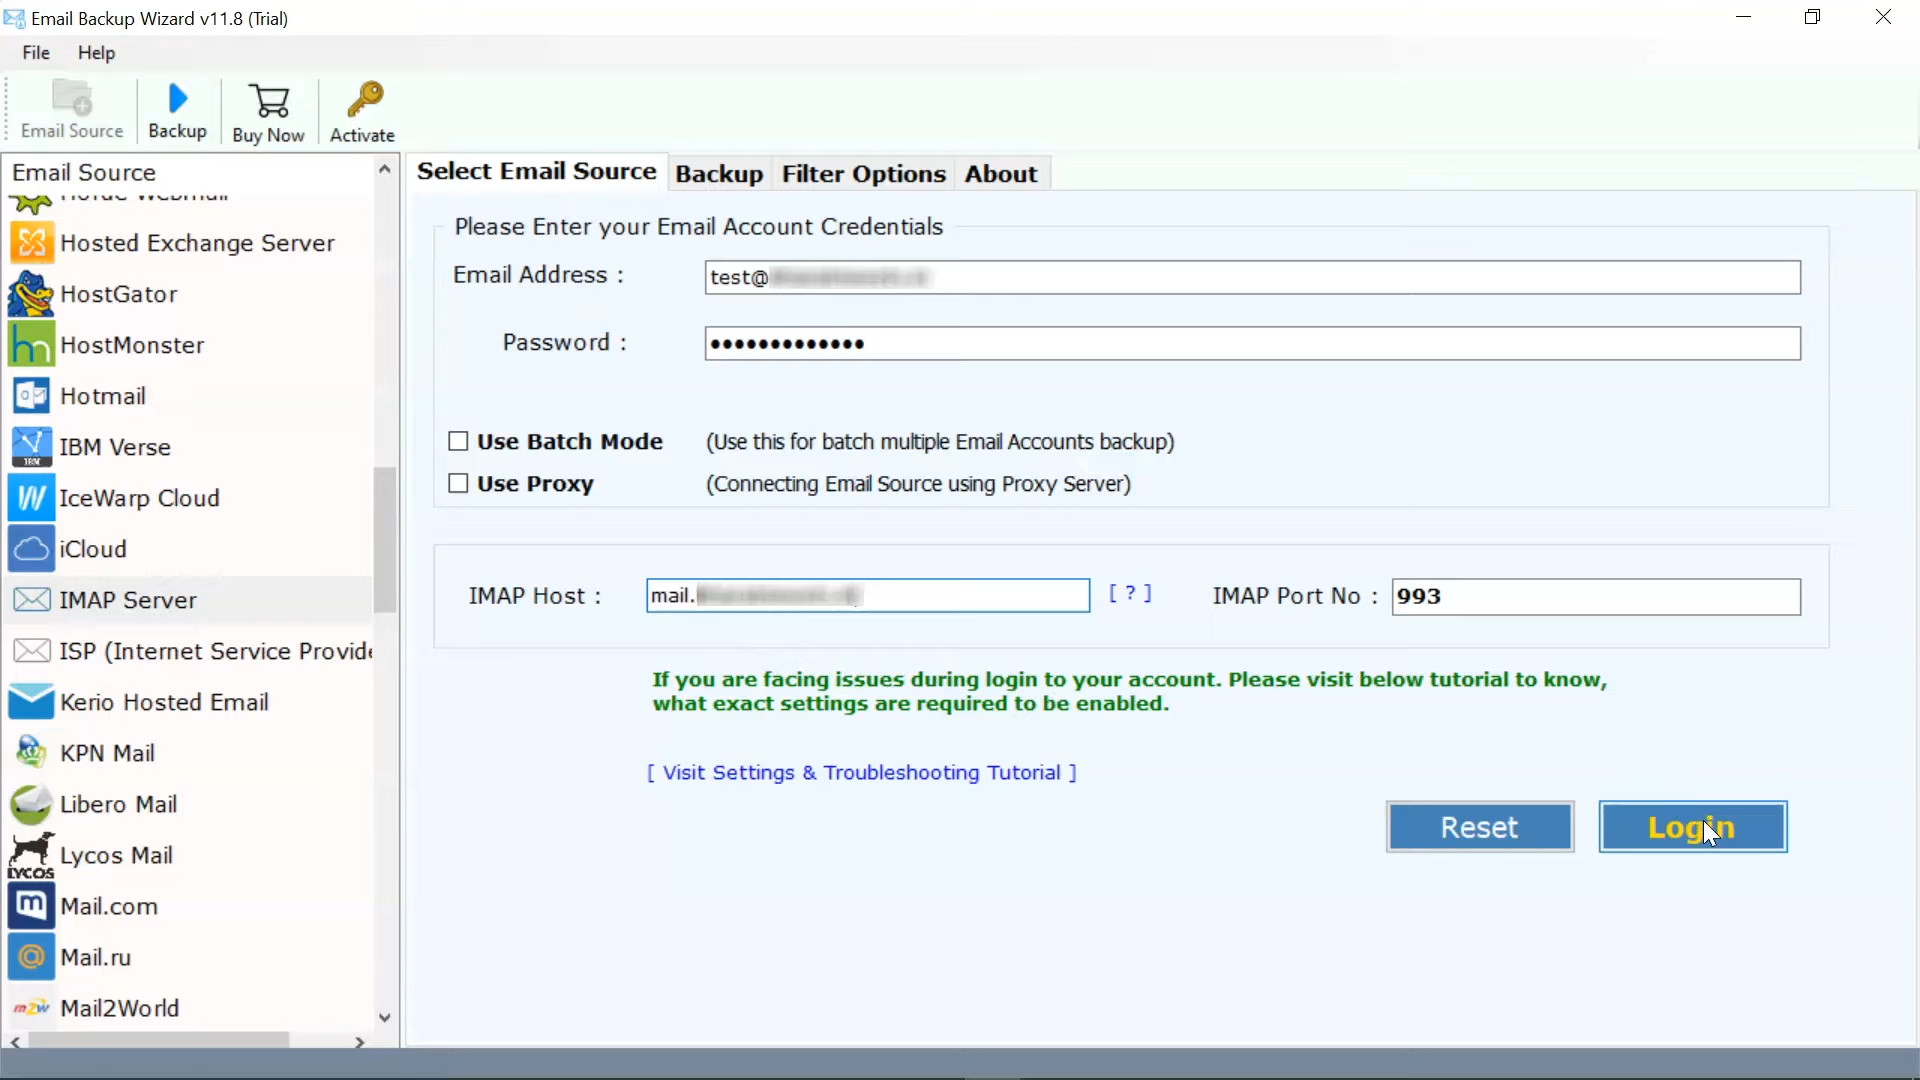 Email Backup Wizard v11.8 (Trial)
File Help
Email Source Backup Buy Now Activate
Email Source
Hosted Exchange Server
HostGator
HostMonster
Hotmail
IBM Verse
IBM
IceWarp Cloud
iCloud
IMAP Server
ISP (Internet Service Provide
Kerio Hosted Email
KPN Mail
Libero Mail
Lycos Mail
LYCOS
Mail.com
Mail.ru
m2w Mail2World
Select Email Source Backup Filter Options About
Please Enter your Email Account Credentials
Email Address : test@
Password : •••••••••••••
Use Batch Mode (Use this for batch multiple Email Accounts backup)
Use Proxy (Connecting Email Source using Proxy Server)
IMAP Host : mail. [ ? ] IMAP Port No : 993
If you are facing issues during login to your account. Please visit below tutorial to know,
what exact settings are required to be enabled.
[ Visit Settings & Troubleshooting Tutorial ]
Reset Login